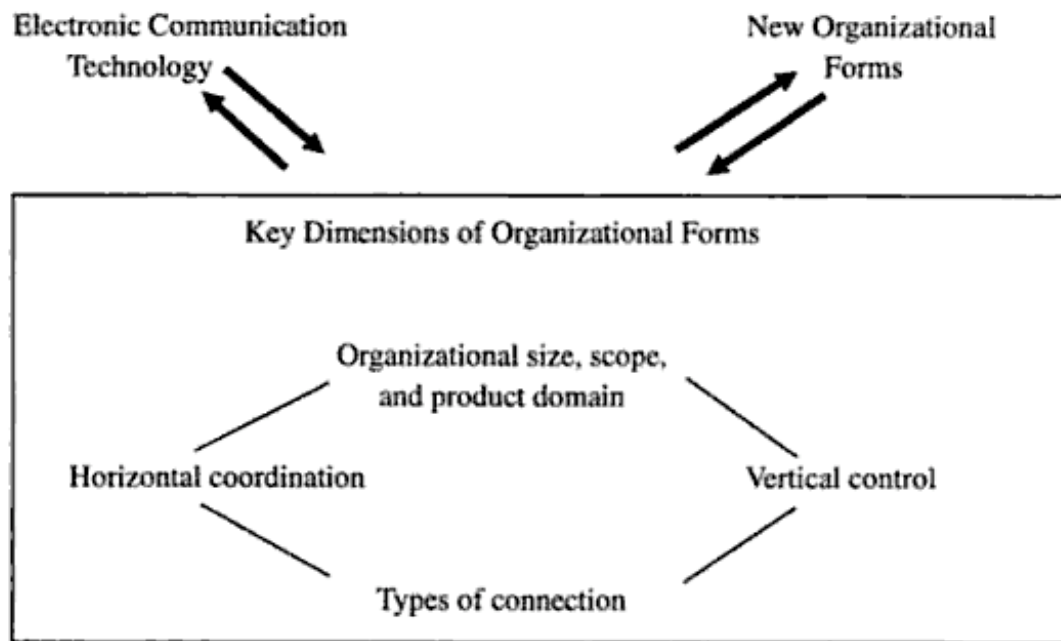 Electronic Communication
Technology
New Organizational
Forms
Key Dimensions of Organizational Forms
Organizational size, scope,
and product domain
Horizontal coordination
Vertical control
Types of connection